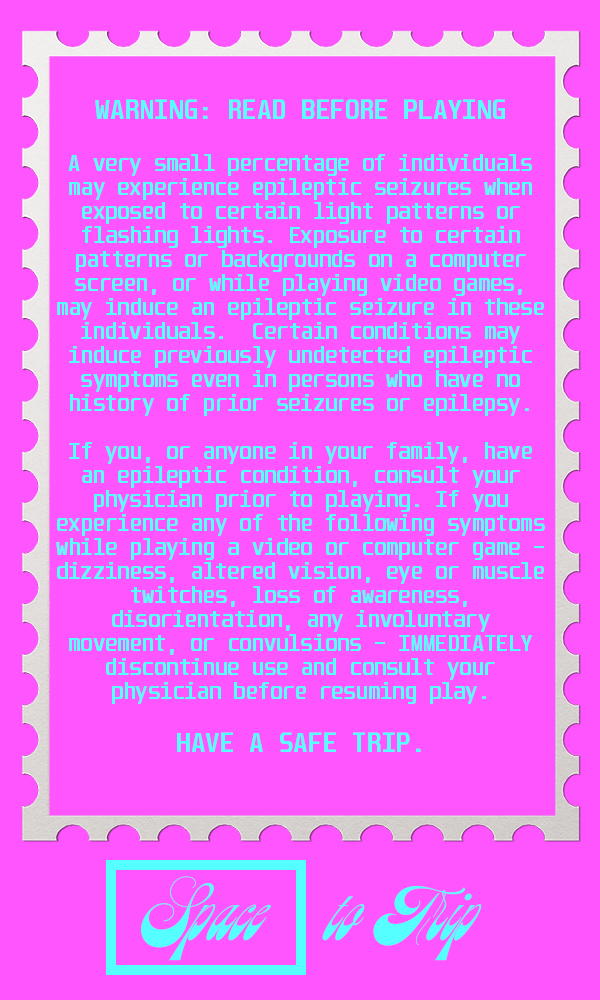 WARNING: READ BEFORE PLAYING
A very small percentage of individuals
may experience epileptic seizures when
exposed to certain light patterns or
flashing lights. Exposure to certain
patterns or backgrounds on a computer
screen, or while playing video games,
may induce an epileptic seizure in these
individuals.  Certain conditions may
induce previously undetected epileptic
symptoms even in persons who have no
history of prior seizures or epilepsy.
If you, or anyone in your family, have
an epileptic condition, consult your
physician prior to playing. If you
experience any of the following symptoms
while playing a video or computer game –
dizziness, altered vision, eye or muscle
twitches, loss of awareness,
disorientation, any involuntary
movement, or convulsions – IMMEDIATELY
discontinue use and consult your
physician before resuming play.
HAVE A SAFE TRIP.
Space to Trip